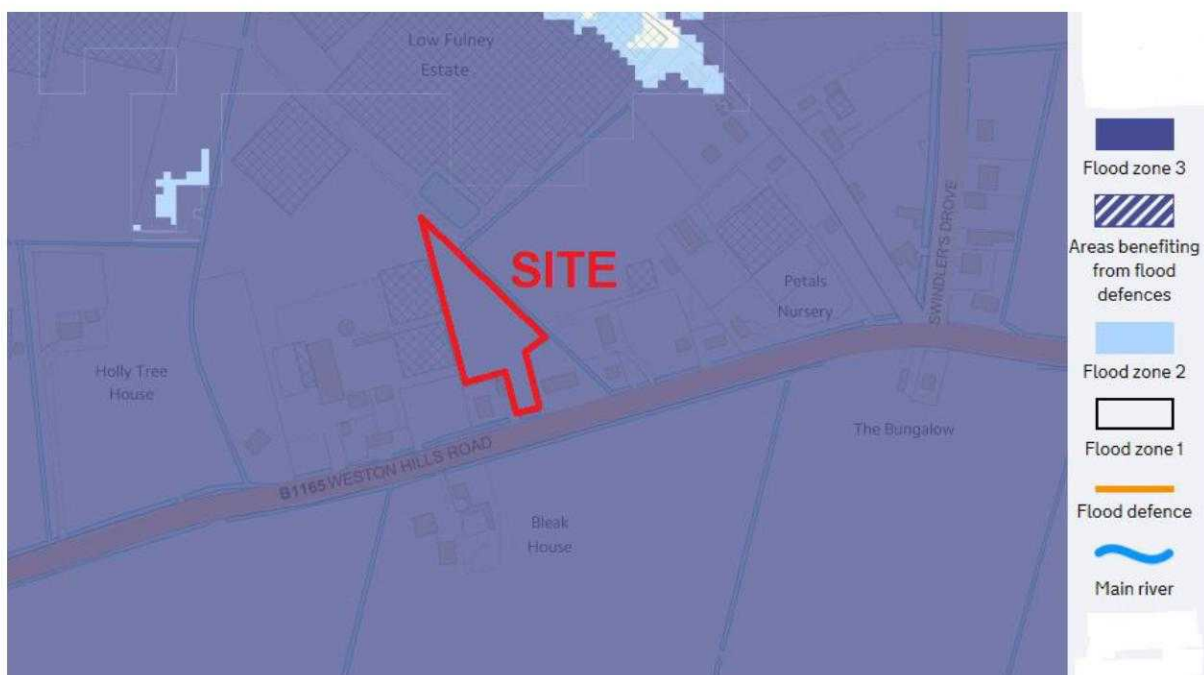 Low Fulney
Estate
SITE
SWINDLER'S DROVE
Petals
Nursery
Holly Tree
House
The Bungalow
B1165 WESTON HILLS ROAD
Bleak
House
Flood zone 3
Areas benefiting
from flood
defences
Flood zone 2
Flood zone 1
Flood defence
Main river